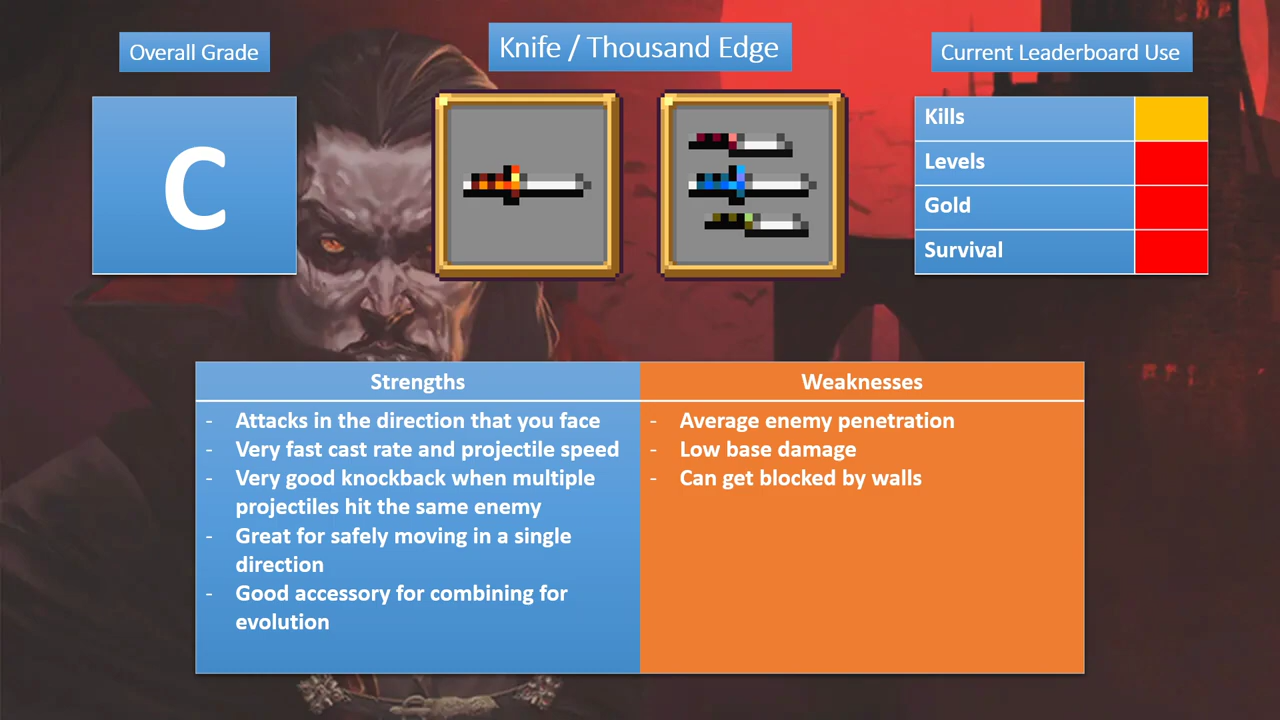 Overall Grade
Knife / Thousand Edge
Current Leaderboard Use
C
Kills
Levels
Gold
Survival
Strengths
- Attacks in the direction that you face
- Very fast cast rate and projectile speed
- Very good knockback when multiple
projectiles hit the same enemy
- Great for safely moving in a single
direction
- Good accessory for combining for
evolution
Weaknesses
- Average enemy penetration
- Low base damage
- Can get blocked by walls